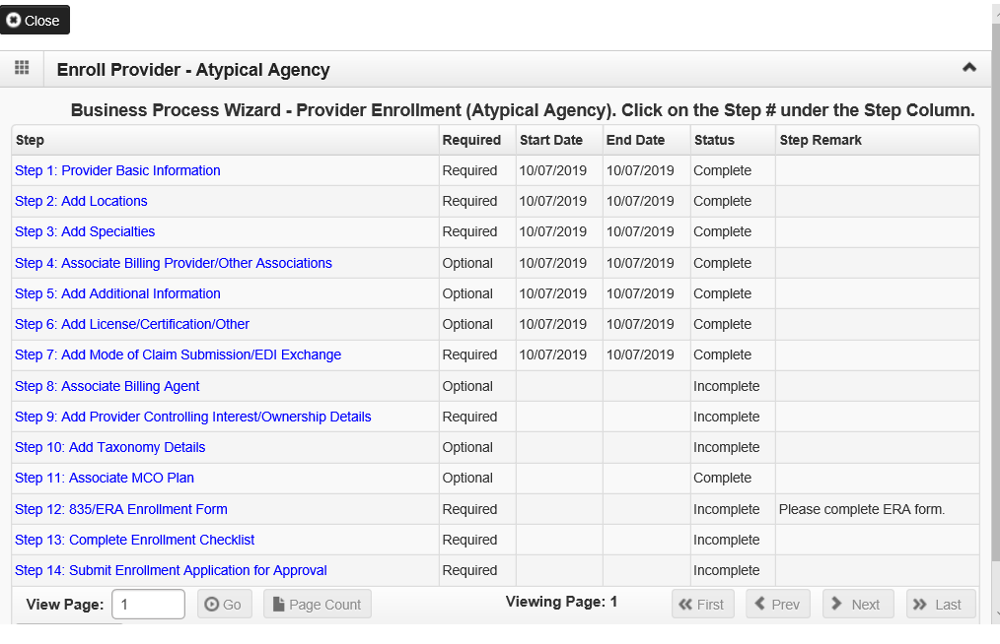 Close
Enroll Provider - Atypical Agency
Business Process Wizard - Provider Enrollment (Atypical Agency). Click on the Step # under the Step Column.
Step Required Start Date End Date Status Step Remark
Step 1: Provider Basic Information Required 10/07/2019 10/07/2019 Complete
Step 2: Add Locations Required 10/07/2019 10/07/2019 Complete
Step 3: Add Specialties Required 10/07/2019 10/07/2019 Complete
Step 4: Associate Billing Provider/Other Associations Optional 10/07/2019 10/07/2019 Complete
Step 5: Add Additional Information Optional 10/07/2019 10/07/2019 Complete
Step 6: Add License/Certification/Other Optional 10/07/2019 10/07/2019 Complete
Step 7: Add Mode of Claim Submission/EDI Exchange Required 10/07/2019 10/07/2019 Complete
Step 8: Associate Billing Agent Optional Incomplete
Step 9: Add Provider Controlling Interest/Ownership Details Required Incomplete
Step 10: Add Taxonomy Details Optional Incomplete
Step 11: Associate MCO Plan Optional Complete
Step 12: 835/ERA Enrollment Form Required Incomplete Please complete ERA form.
Step 13: Complete Enrollment Checklist Required Incomplete
Step 14: Submit Enrollment Application for Approval Required Incomplete
View Page: 1 Go Page Count Viewing Page: 1 First Prev Next Last